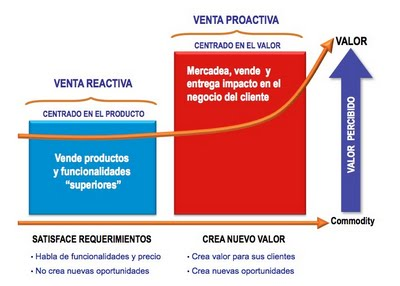 VENTA PROACTIVA
CENTRADO EN EL VALOR
VALOR
VENTA REACTIVA
CENTRADO EN EL PRODUCTO
Mercadea, vende y
entrega impacto en el
negocio del cliente
Vende productos
y funcionalidades
“superiores”
VALOR PERCIBIDO
Commodity
SATISFACE REQUERIMIENTOS
• Habla de funcionalidades y precio
• No crea nuevas oportunidades
CREA NUEVO VALOR
• Crea valor para sus clientes
• Crea nuevas oportunidades